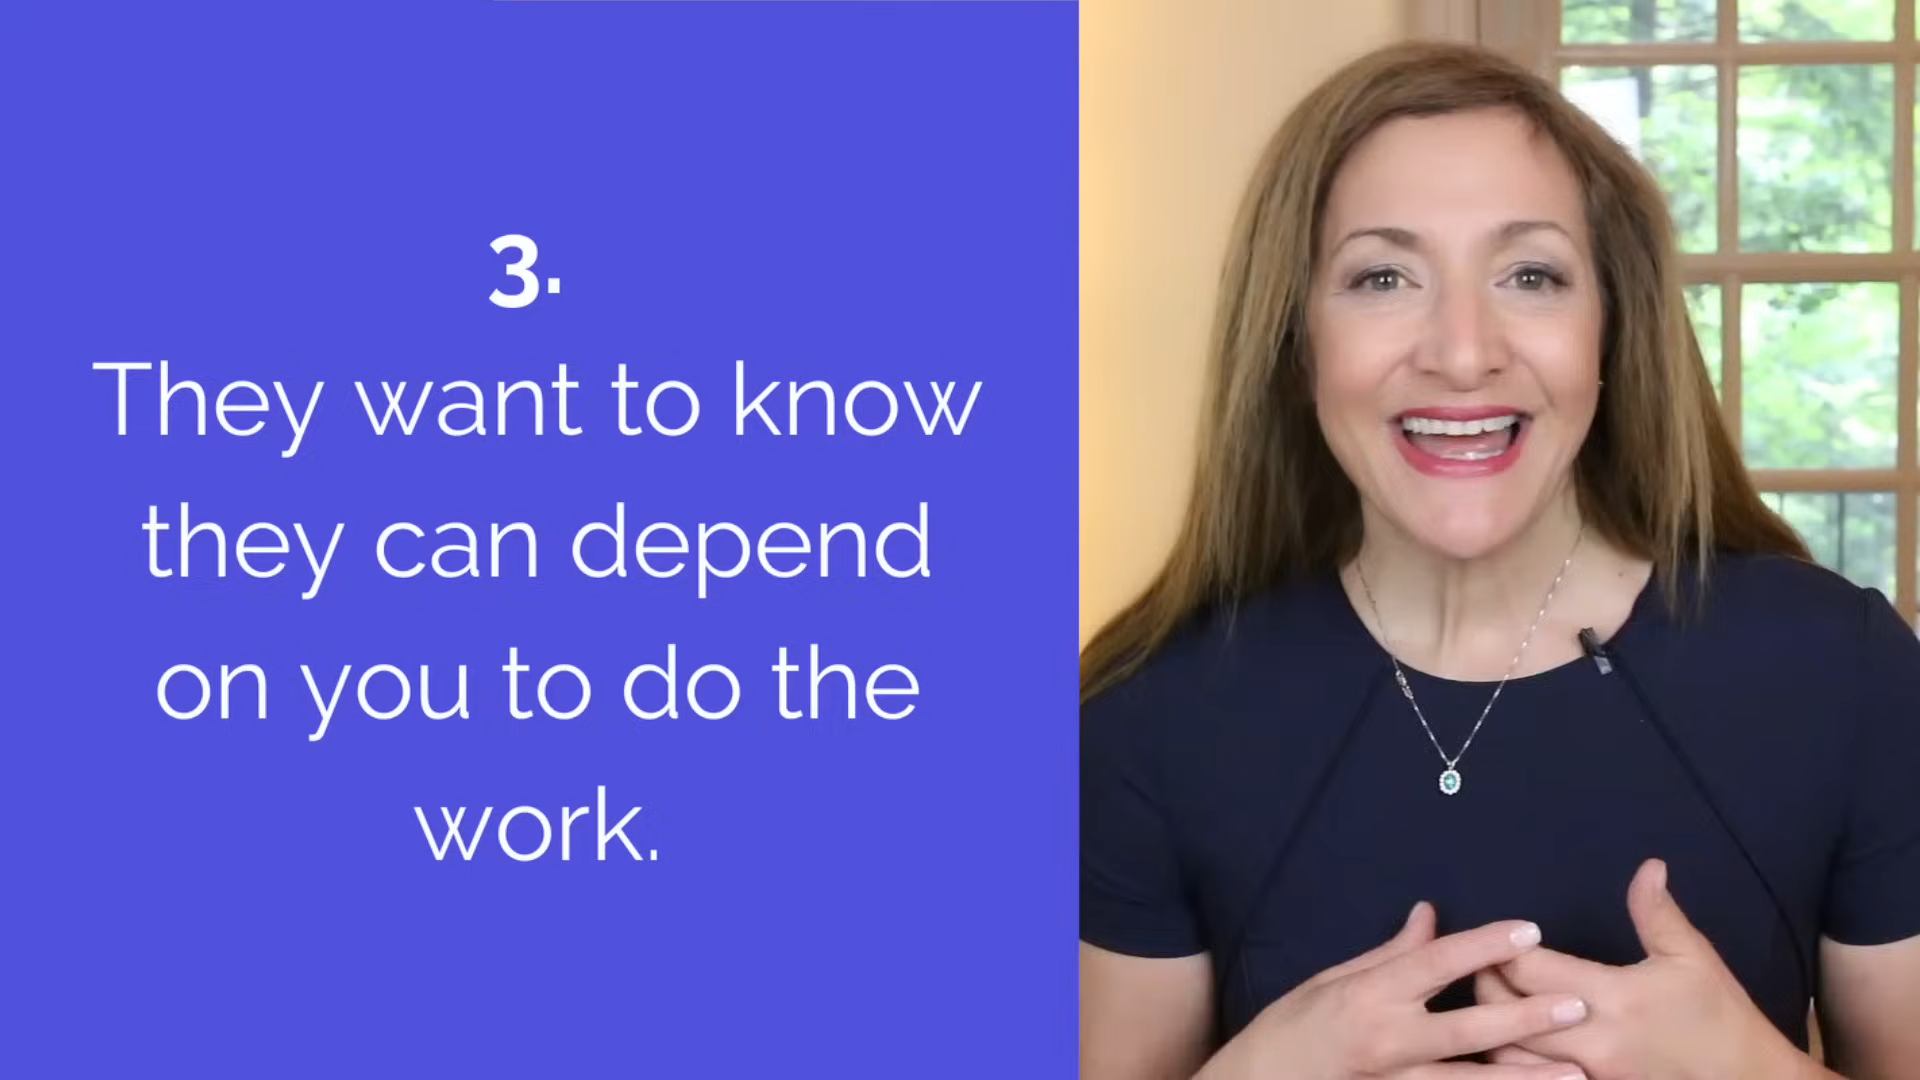 3.
They want to know
they can depend
on you to do the
work.